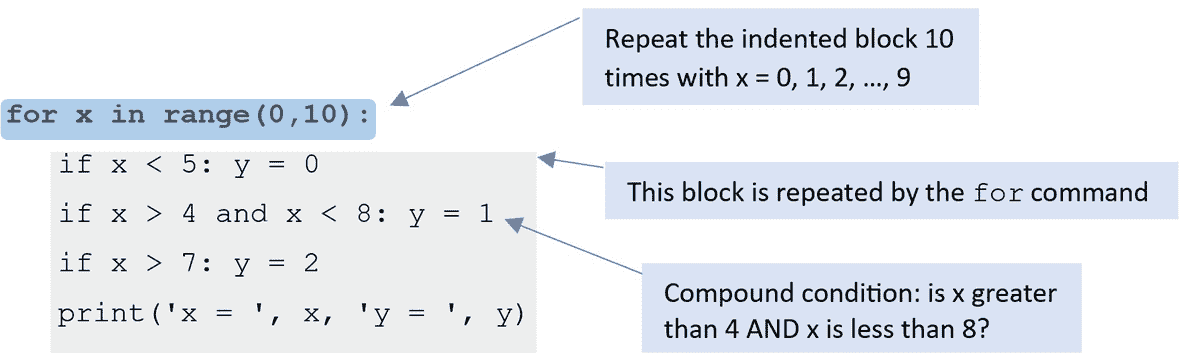 Repeat the indented block 10
times with x = 0, 1, 2, ..., 9
for x in range(0,10):
if x < 5: y = 0
This block is repeated by the for command
if x > 4 and x < 8: y = 1
if x > 7: y = 2
Compound condition: is x greater
than 4 AND x is less than 8?
print('x = ', x, 'y = ', y)